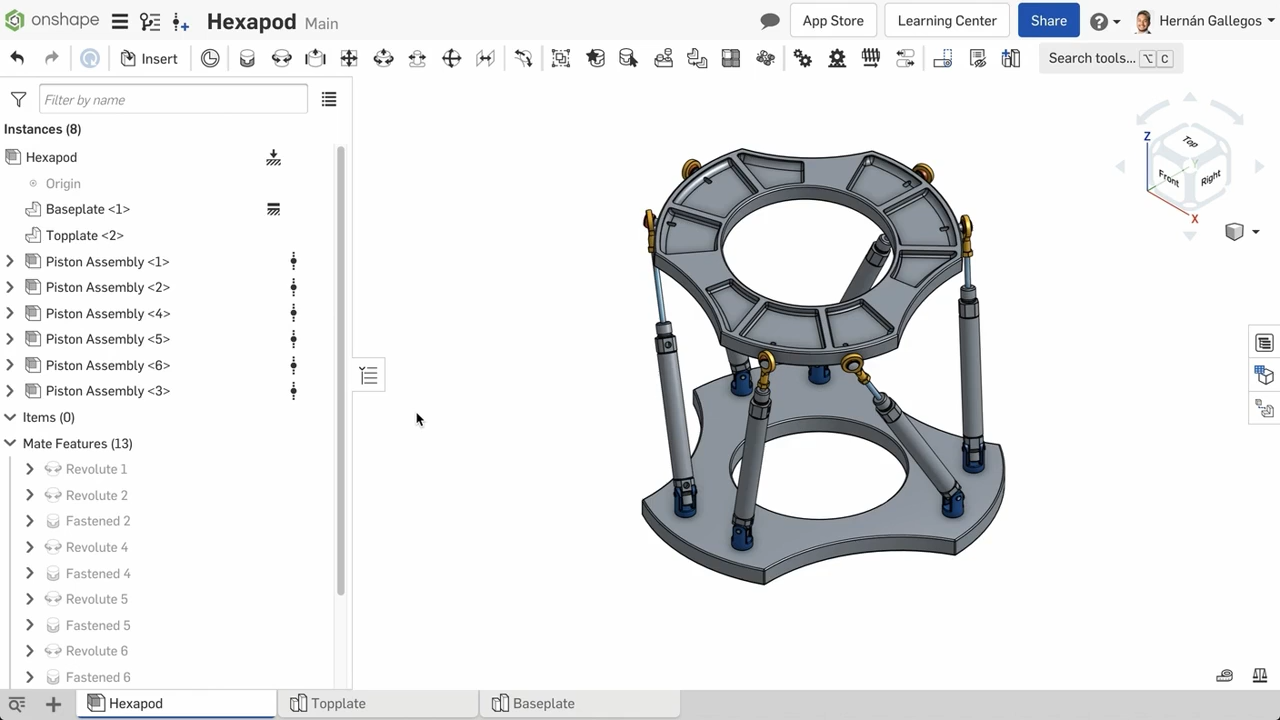 onshape Hexapod Main App Store Learning Center Share Hernán Gallegos
Insert Search tools... ⌥ C
Filter by name
Instances (8)
Hexapod
Origin
Baseplate <1>
Topplate <2>
Piston Assembly <1>
Piston Assembly <2>
Piston Assembly <4>
Piston Assembly <5>
Piston Assembly <6>
Piston Assembly <3>
Items (0)
Mate Features (13)
Revolute 1
Revolute 2
Fastened 2
Revolute 4
Fastened 4
Revolute 5
Fastened 5
Revolute 6
Fastened 6
Z
Top
Y
Front Right
X
Hexapod Topplate Baseplate